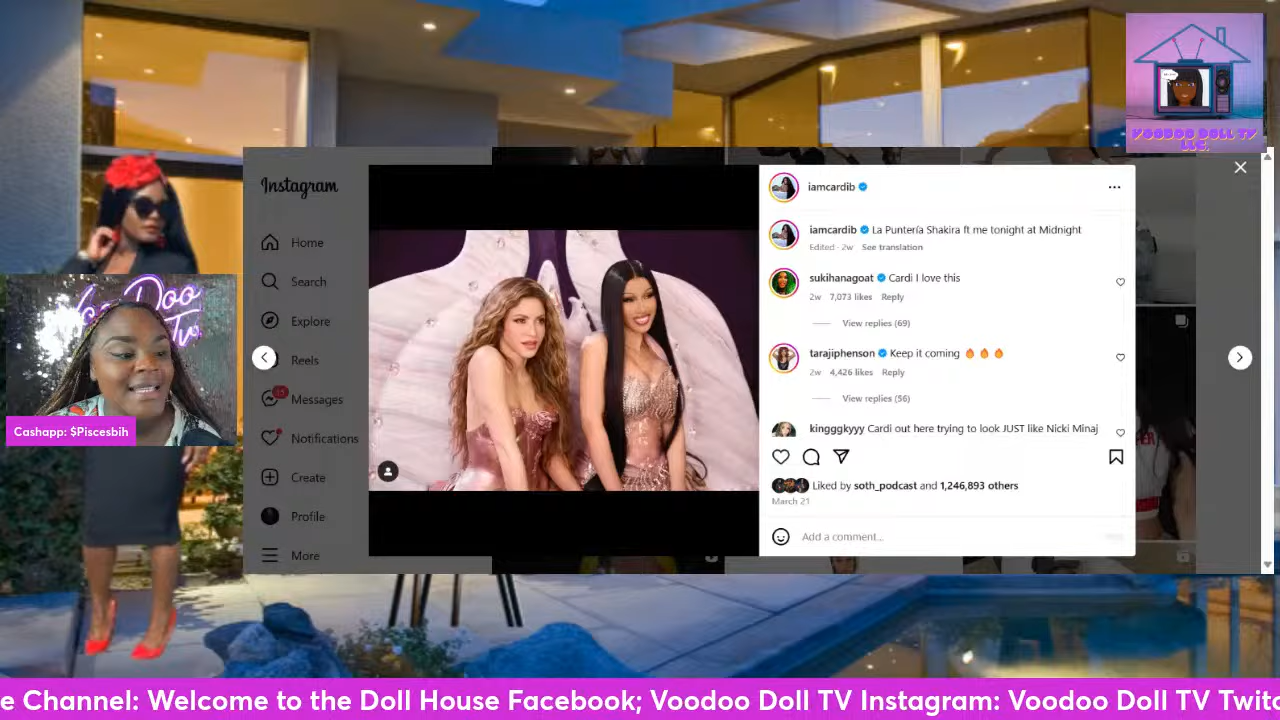 VOODOO DOLL TV
LLC.
Instagram
Home
Search
Explore
Reels
Messages
Notifications
Create
Profile
More
iamcardib
iamcardib La Puntería Shakira ft me tonight at Midnight
Edited · 2w See translation
sukihanagoat Cardi I love this
2w 7,073 likes Reply
View replies (69)
tarajiphenson Keep it coming 🔥 🔥 🔥
2w 4,426 likes Reply
View replies (56)
kingggkyyy Cardi out here trying to look JUST like Nicki Minaj
Liked by soth_podcast and 1,246,893 others
March 21
Add a comment...
Doo
Tv
Cashapp: $Piscesbih
e Channel: Welcome to the Doll House Facebook; Voodoo Doll TV Instagram: Voodoo Doll TV Twitc